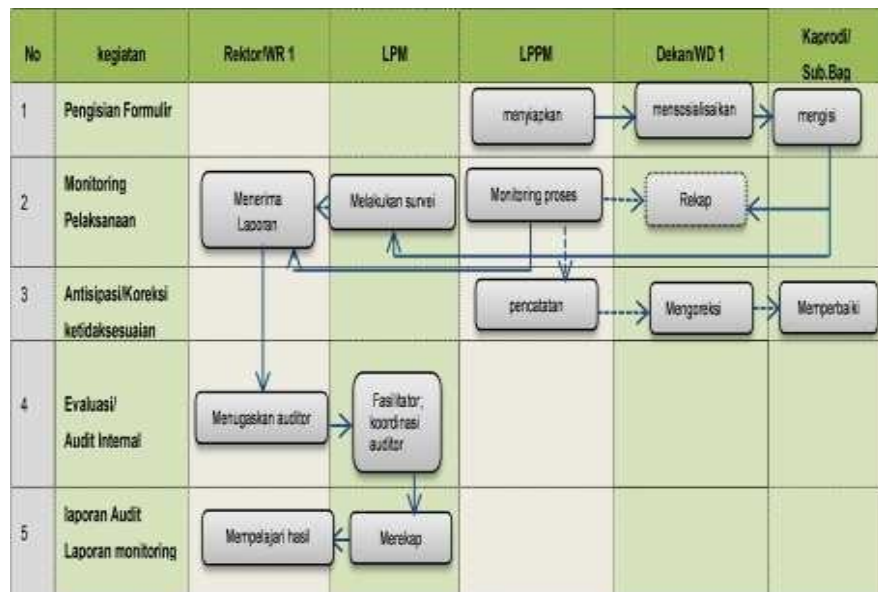 No kegiatan Rektor/WR 1 LPM LPPM Dekan/WD 1 Kaprodi/
Sub.Bag
1 Pengisian Formulir menyiapkan mensosialisaikan mengisi
2 Monitoring
Pelaksanaan
Menerima
Laporan
Melakukan survei
Monitoring proses
Rekap
3 Antisipasi/Koreksi
ketidaksesuaian
pencatatan
Mengoreksi
Memperbaiki
4 Evaluasi/
Audit Internal
Menugaskan auditor
Fasilitator;
koordinasi
auditor
5 laporan Audit
Laporan monitoring
Mempelajari hasil
Merekap